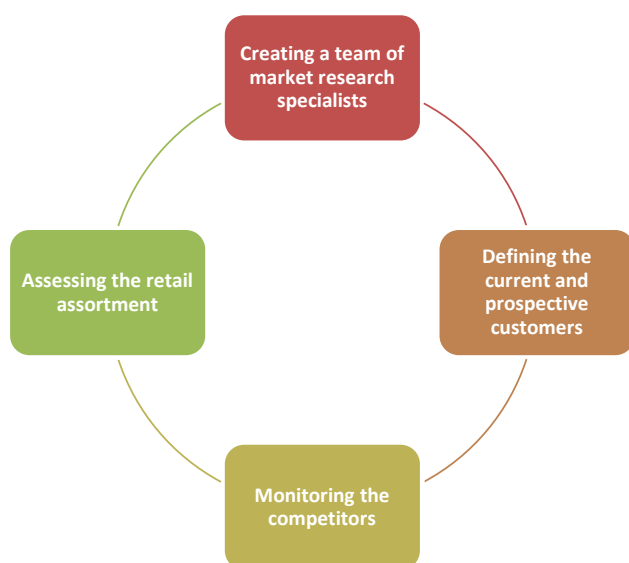 Creating a team of
market research
specialists
Defining the
current and
prospective
customers
Monitoring the
competitors
Assessing the retail
assortment